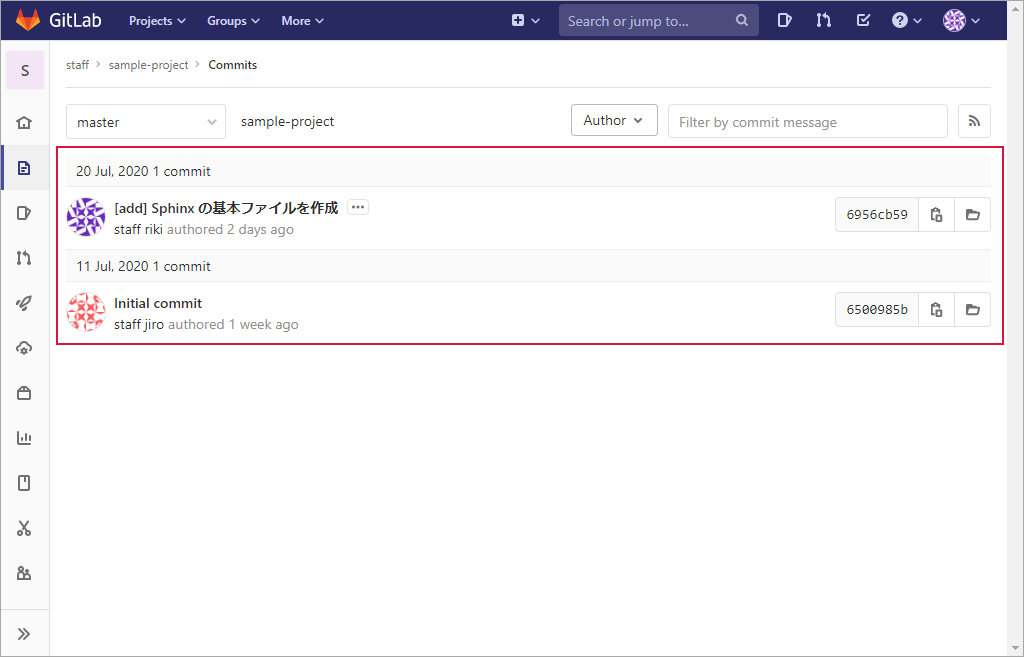 GitLab Projects Groups More Search or jump to...
S
staff > sample-project > Commits
master sample-project Author Filter by commit message
20 Jul, 2020 1 commit
[add] Sphinx の基本ファイルを作成 ...
6956cb59
staff riki authored 2 days ago
11 Jul, 2020 1 commit
Initial commit
6500985b
staff jiro authored 1 week ago